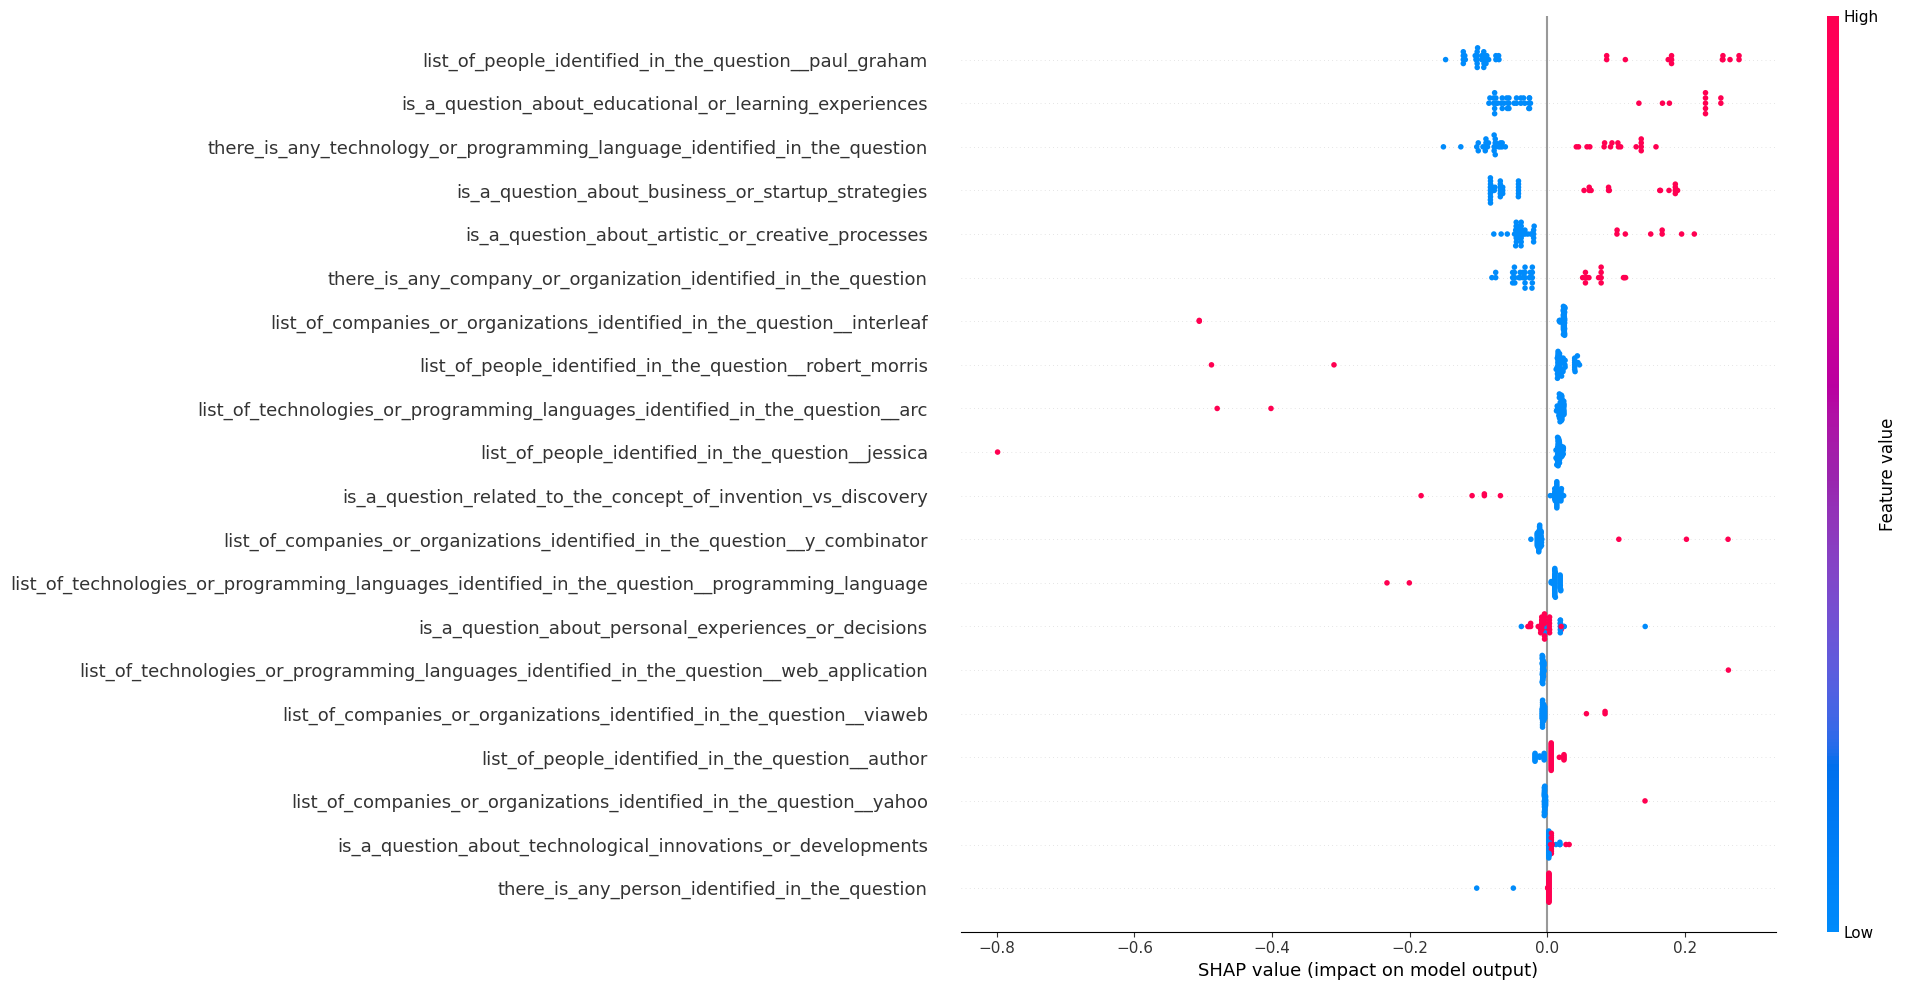 High
list_of_people_identified_in_the_question__paul_graham
is_a_question_about_educational_or_learning_experiences
there_is_any_technology_or_programming_language_identified_in_the_question
is_a_question_about_business_or_startup_strategies
is_a_question_about_artistic_or_creative_processes
there_is_any_company_or_organization_identified_in_the_question
list_of_companies_or_organizations_identified_in_the_question__interleaf
list_of_people_identified_in_the_question__robert_morris
list_of_technologies_or_programming_languages_identified_in_the_question__arc
list_of_people_identified_in_the_question__jessica
is_a_question_related_to_the_concept_of_invention_vs_discovery
list_of_companies_or_organizations_identified_in_the_question__y_combinator
list_of_technologies_or_programming_languages_identified_in_the_question__programming_language
is_a_question_about_personal_experiences_or_decisions
list_of_technologies_or_programming_languages_identified_in_the_question__web_application
list_of_companies_or_organizations_identified_in_the_question__viaweb
list_of_people_identified_in_the_question__author
list_of_companies_or_organizations_identified_in_the_question__yahoo
is_a_question_about_technological_innovations_or_developments
there_is_any_person_identified_in_the_question
Feature value
Low
−0.8 −0.6 −0.4 −0.2 0.0 0.2
SHAP value (impact on model output)